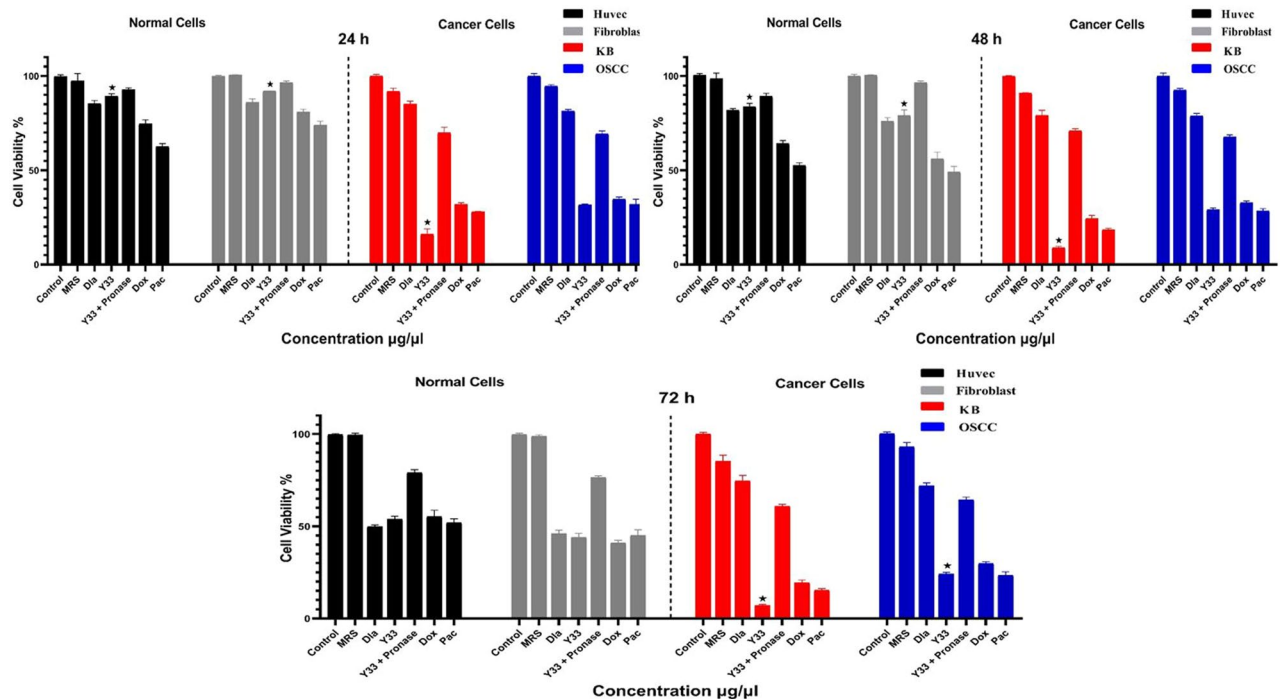 Normal Cells
24 h
Cancer Cells
Huvec
Fibroblas
KB
OSCC
Cell Viability %
100
50
0
Control
MRS
Dla
Y33
Y33 + Pronase
Dox
Pac
Control
MRS
Dla
Y33
Y33 + Pronase
Dox
Pac
Control
MRS
Dla
Y33
Y33 + Pronase
Dox
Pac
Control
MRS
Dla
Y33
Y33 + Pronase
Dox
Pac
Concentration µg/µl
Normal Cells
48 h
Cancer Cells
Huvec
Fibroblast
KB
OSCC
Cell Viability %
100
50
0
Control
MRS
Dla
Y33
Y33 + Pronase
Dox
Pac
Control
MRS
Dla
Y33
Y33 + Pronase
Dox
Pac
Control
MRS
Dla
Y33
Y33 + Pronase
Dox
Pac
Control
MRS
Dla
Y33
Y33 + Pronase
Dox
Pac
Concentration µg/µl
Normal Cells
72 h
Cancer Cells
Huvec
Fibroblast
KB
OSCC
Cell Viability %
100
50
0
Control
MRS
Dla
Y33
Y33 + Pronase
Dox
Pac
Control
MRS
Dla
Y33
Y33 + Pronase
Dox
Pac
Control
MRS
Dla
Y33
Y33 + Pronase
Dox
Pac
Control
MRS
Dla
Y33
Y33 + Pronase
Dox
Pac
Concentration µg/µl